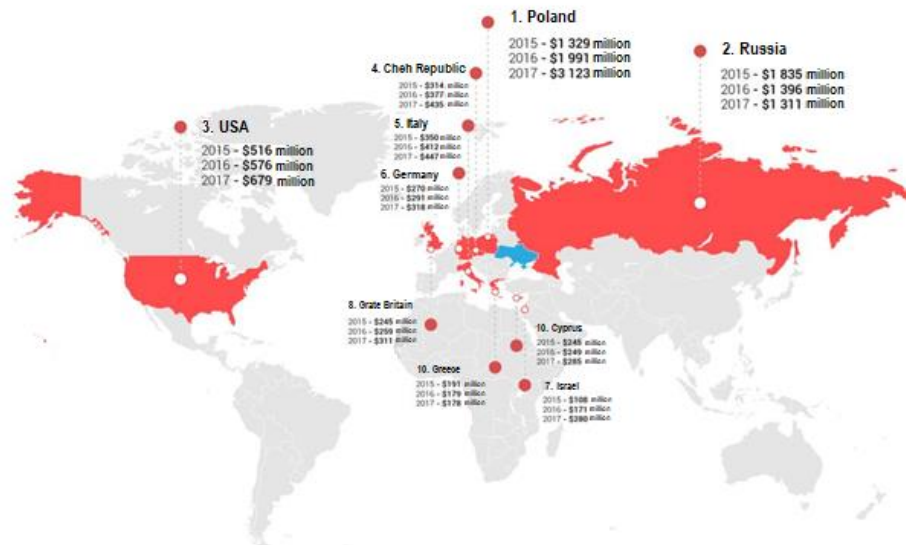 1. Poland
2015 - $1 329 million
2016 - $1 991 million
2017 - $3 123 million
2. Russia
2015 - $1 835 million
2016 - $1 396 million
2017 - $1 311 million
3. USA
2015 - $516 million
2016 - $576 million
2017 - $679 million
4. Cheh Republic
2015 - $314 million
2016 - $377 million
2017 - $435 million
5. Italy
2015 - $350 million
2016 - $412 million
2017 - $447 million
6. Germany
2015 - $270 million
2016 - $291 million
2017 - $318 million
8. Grate Britain
2015 - $245 million
2016 - $259 million
2017 - $311 million
10. Cyprus
2015 - $245 million
2016 - $249 million
2017 - $285 million
10. Greece
2015 - $191 million
2016 - $179 million
2017 - $178 million
7. Israel
2015 - $108 million
2016 - $171 million
2017 - $280 million